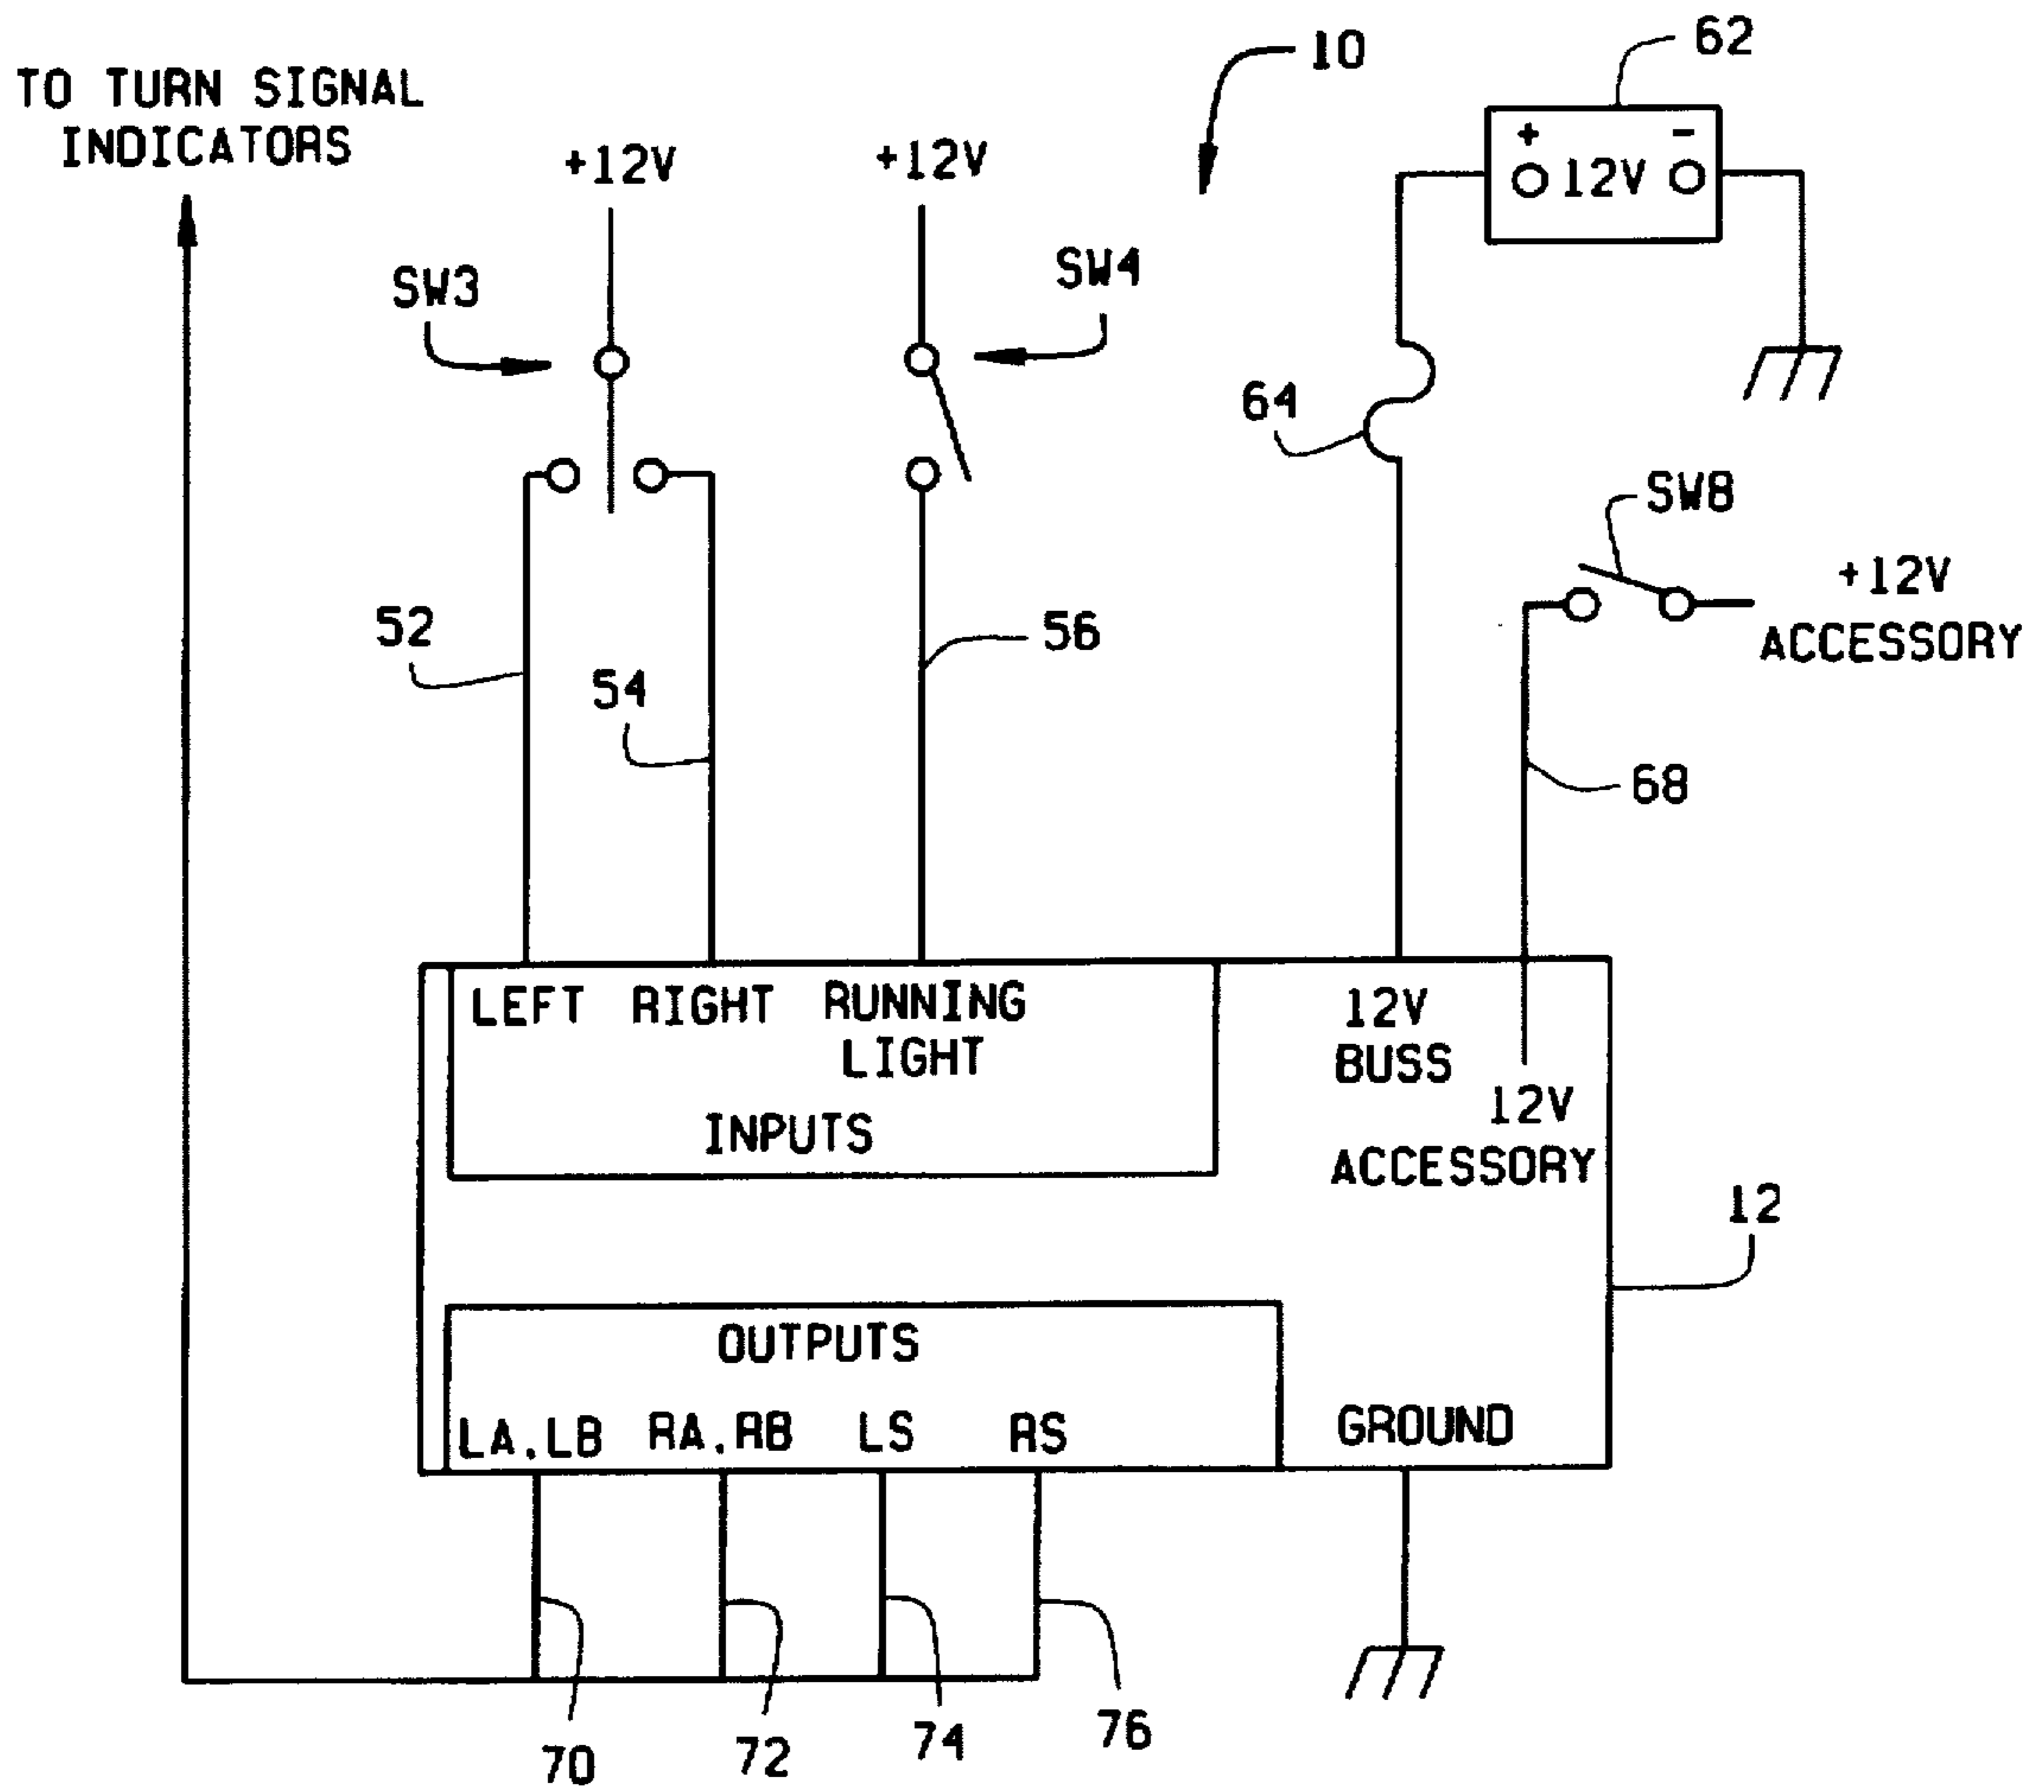 62
10
TO TURN SIGNAL
INDICATORS
+12V
+12V
+ -
12V
SW3
SW4
64
SW8
+12V
ACCESSORY
52
56
54
68
LEFT RIGHT RUNNING
LIGHT
INPUTS
12V
BUSS
12V
ACCESSORY
12
OUTPUTS
LA.LB RA.RB LS RS
GROUND
70
72
74
76